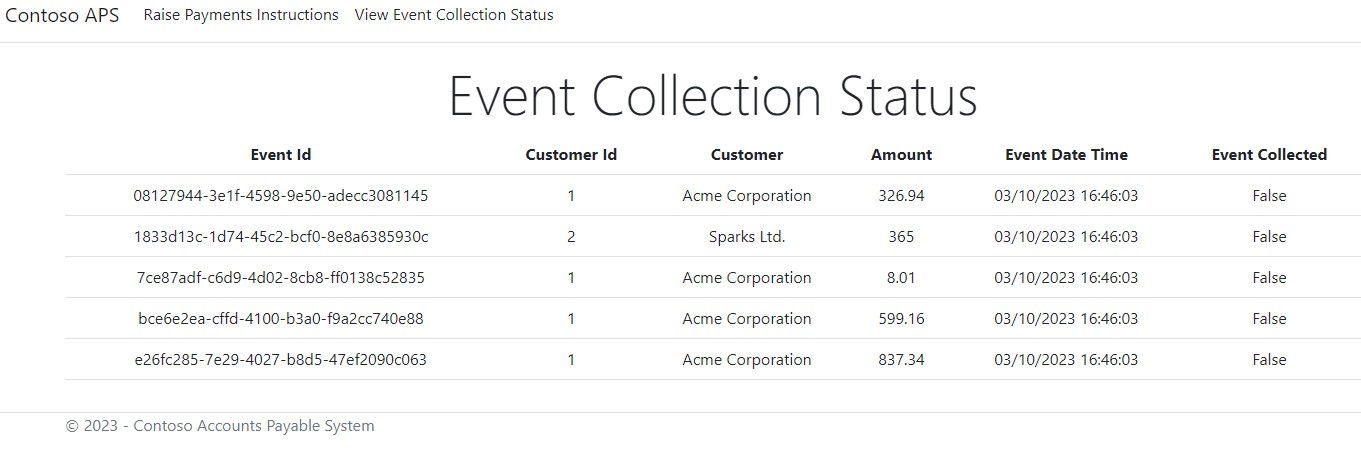 Contoso APS Raise Payments Instructions View Event Collection Status
Event Collection Status
Event Id Customer Id Customer Amount Event Date Time Event Collected
08127944-3e1f-4598-9e50-adecc3081145 1 Acme Corporation 326.94 03/10/2023 16:46:03 False
1833d13c-1d74-45c2-bcf0-8e8a6385930c 2 Sparks Ltd. 365 03/10/2023 16:46:03 False
7ce87adf-c6d9-4d02-8cb8-ff0138c52835 1 Acme Corporation 8.01 03/10/2023 16:46:03 False
bce6e2ea-cffd-4100-b3a0-f9a2cc740e88 1 Acme Corporation 599.16 03/10/2023 16:46:03 False
e26fc285-7e29-4027-b8d5-47ef2090c063 1 Acme Corporation 837.34 03/10/2023 16:46:03 False
© 2023 - Contoso Accounts Payable System